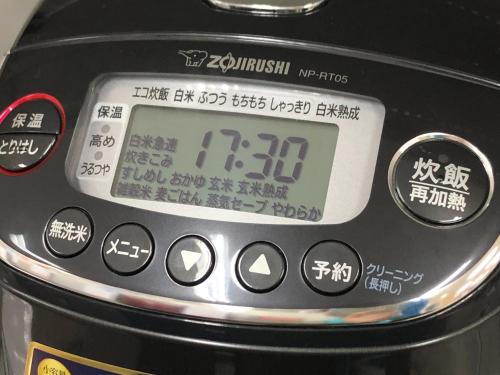 ZOJIRUSHI NP-RT05
エコ炊飯 白米 ふつう もちもち しゃっきり 白米熟成
保温
高め
うるつや
白米急速
炊きこみ
17:30
すしめし おかゆ 玄米 玄米熟成
雑穀米 麦ごはん 蒸気セーブ やわらか
保温
とりけし
炊飯
再加熱
無洗米
メニュー
▼
▲
予約
クリーニング
(長押し)